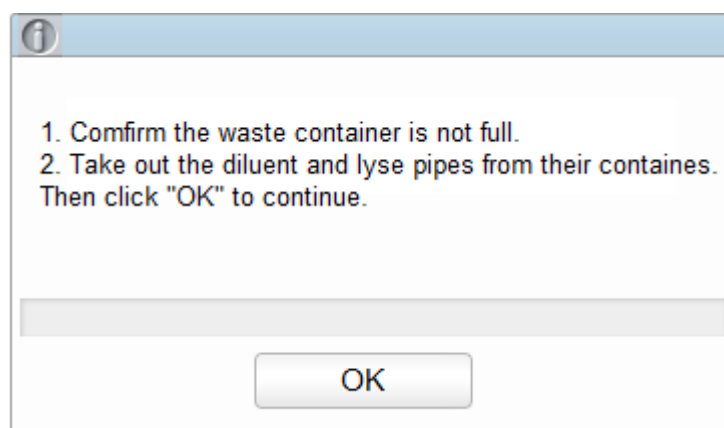 1. Comfirm the waste container is not full.
2. Take out the diluent and lyse pipes from their containes.
Then click "OK" to continue.
OK